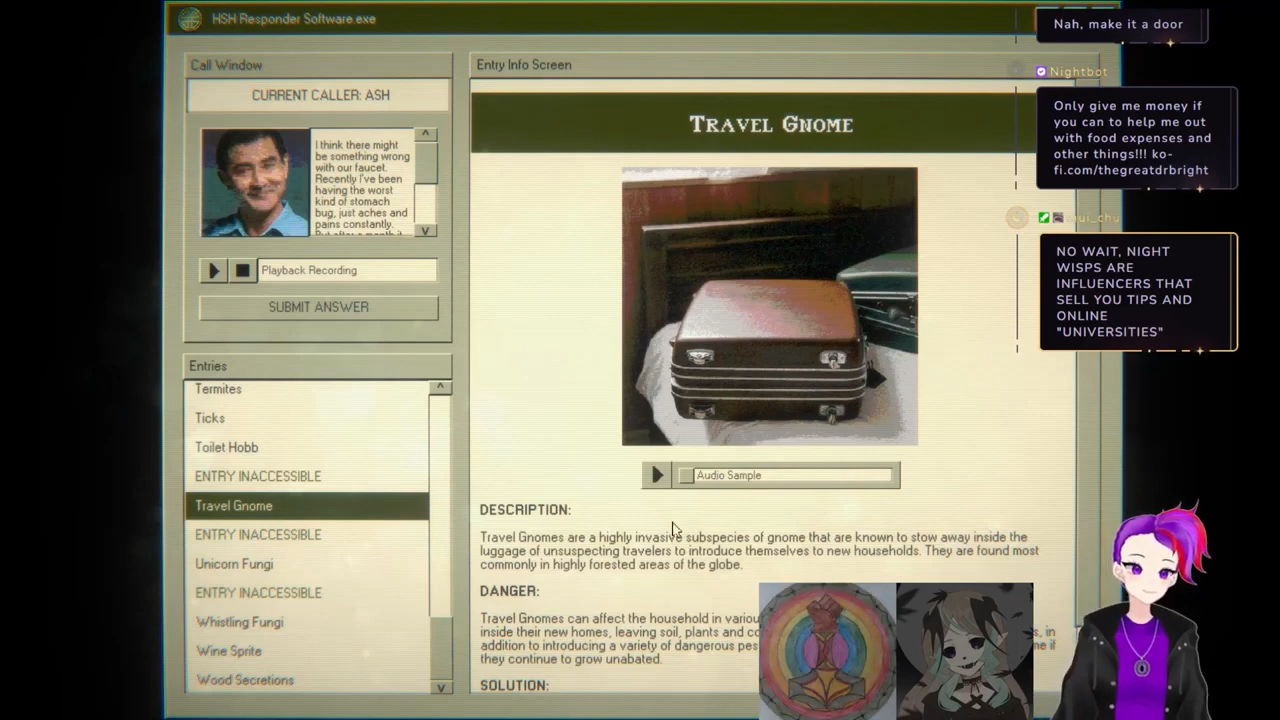 HSH Responder Software.exe
Call Window
CURRENT CALLER: ASH
I think there might
be something wrong
with our faucet.
Recently I've been
having the worst
kind of stomach
bug, just aches and
pains constantly.
But after a month it
Playback Recording
SUBMIT ANSWER
Entries
Termites
Ticks
Toilet Hobb
ENTRY INACCESSIBLE
Travel Gnome
ENTRY INACCESSIBLE
Unicorn Fungi
ENTRY INACCESSIBLE
Whistling Fungi
Wine Sprite
Wood Secretions
Entry Info Screen
TRAVEL GNOME
Audio Sample
DESCRIPTION:
Travel Gnomes are a highly invasive subspecies of gnome that are known to stow away inside the
luggage of unsuspecting travelers to introduce themselves to new households. They are found most
commonly in highly forested areas of the globe.
DANGER:
Travel Gnomes can affect the household in
inside their new homes, leaving soil, plants and in
addition to introducing a variety of dangerous if
they continue to grow unabated.
SOLUTION:
Nah, make it a door
Nightbot
Only give me money if
you can to help me out
with food expenses and
other things!!! ko-
fi.com/thegreatdrbright
NO WAIT, NIGHT
WISPS ARE
INFLUENCERS THAT
SELL YOU TIPS AND
ONLINE
"UNIVERSITIES"